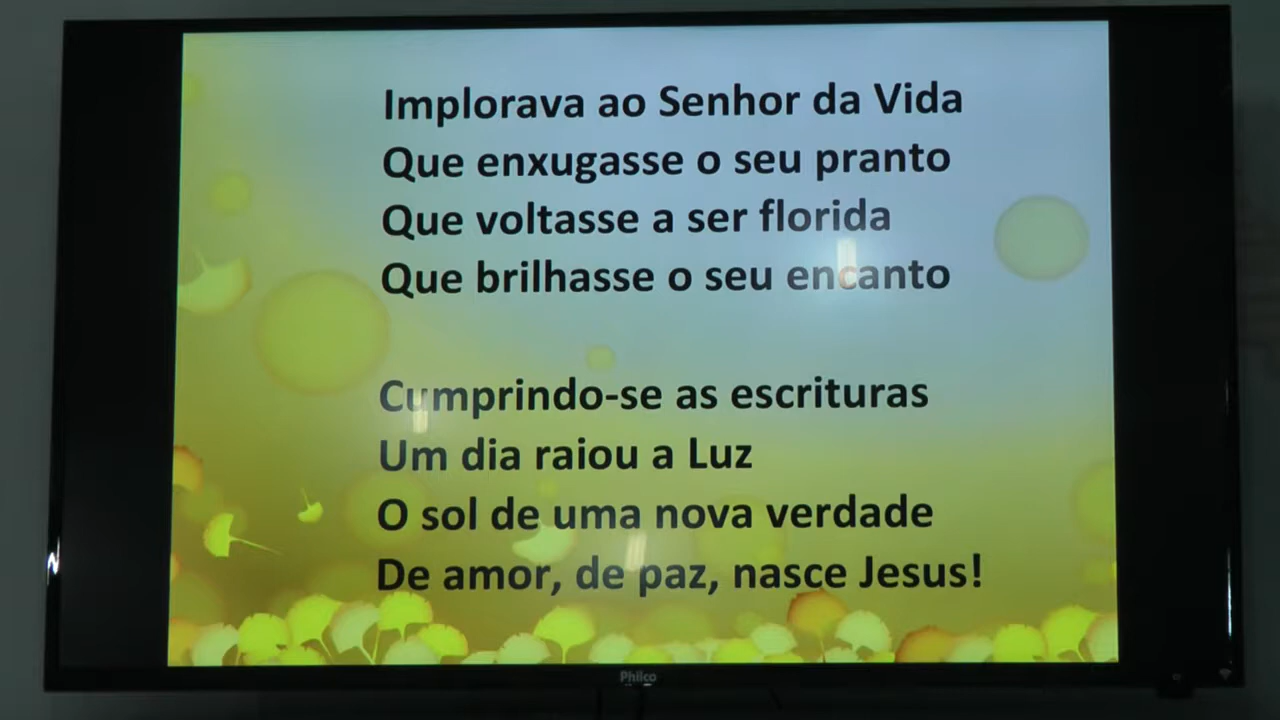 Implorava ao Senhor da Vida
Que enxugasse o seu pranto
Que voltasse a ser florida
Que brilhasse o seu encanto
Cumprindo-se as escrituras
Um dia raiou a Luz
O sol de uma nova verdade
De amor, de paz, nasce Jesus!
Philco